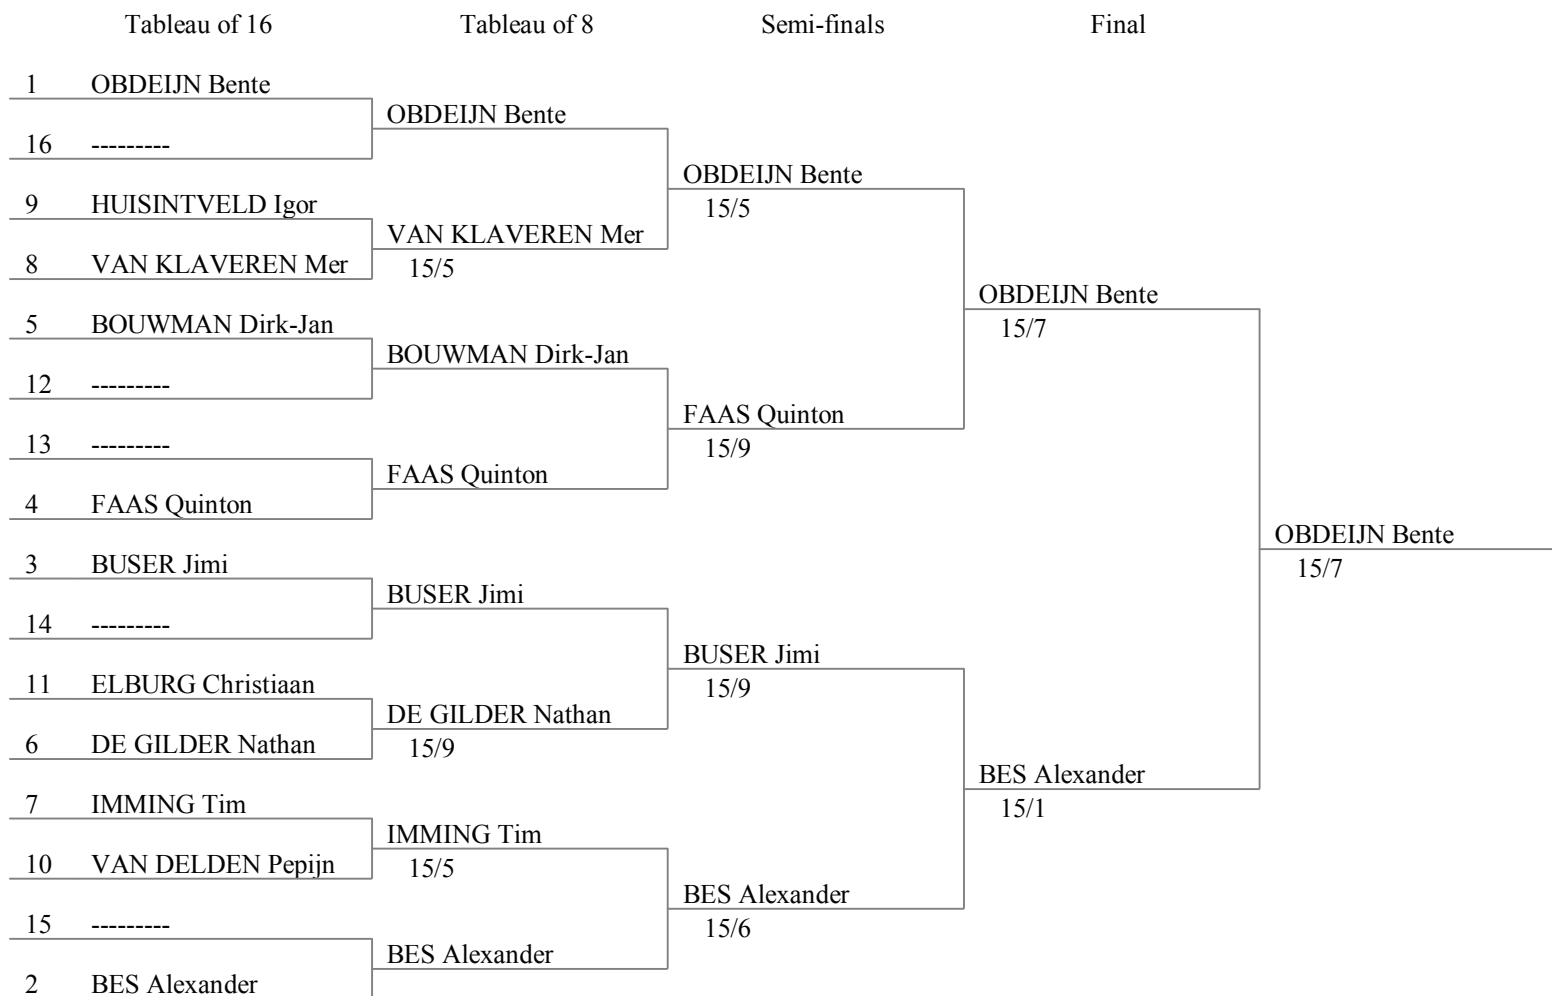 Tableau of 16 Tableau of 8 Semi-finals Final
1 OBDEIJN Bente
OBDEIJN Bente
16 ---------
OBDEIJN Bente
15/5
9 HUISINTVELD Igor
VAN KLAVEREN Mer
15/5
8 VAN KLAVEREN Mer
OBDEIJN Bente
15/7
5 BOUWMAN Dirk-Jan
BOUWMAN Dirk-Jan
12 ---------
FAAS Quinton
15/9
13 ---------
FAAS Quinton
4 FAAS Quinton
OBDEIJN Bente
15/7
3 BUSER Jimi
BUSER Jimi
14 ---------
BUSER Jimi
15/9
11 ELBURG Christiaan
DE GILDER Nathan
15/9
6 DE GILDER Nathan
BES Alexander
15/1
7 IMMING Tim
IMMING Tim
15/5
10 VAN DELDEN Pepijn
BES Alexander
15/6
15 ---------
BES Alexander
2 BES Alexander